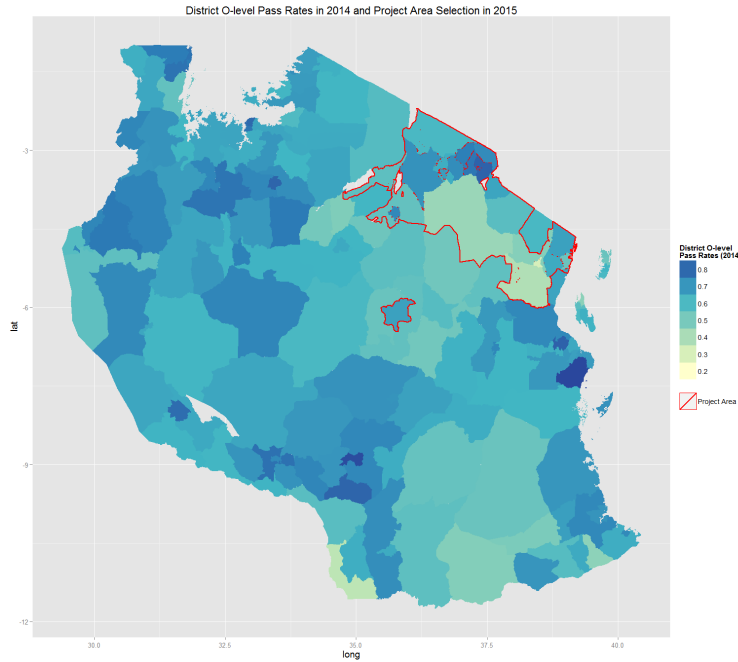 District O-level Pass Rates in 2014 and Project Area Selection in 2015
lat
-3
-6
-9
-12
30.0
32.5
35.0
37.5
40.0
long
District O-level
Pass Rates (2014
0.8
0.7
0.6
0.5
0.4
0.3
0.2
Project Area